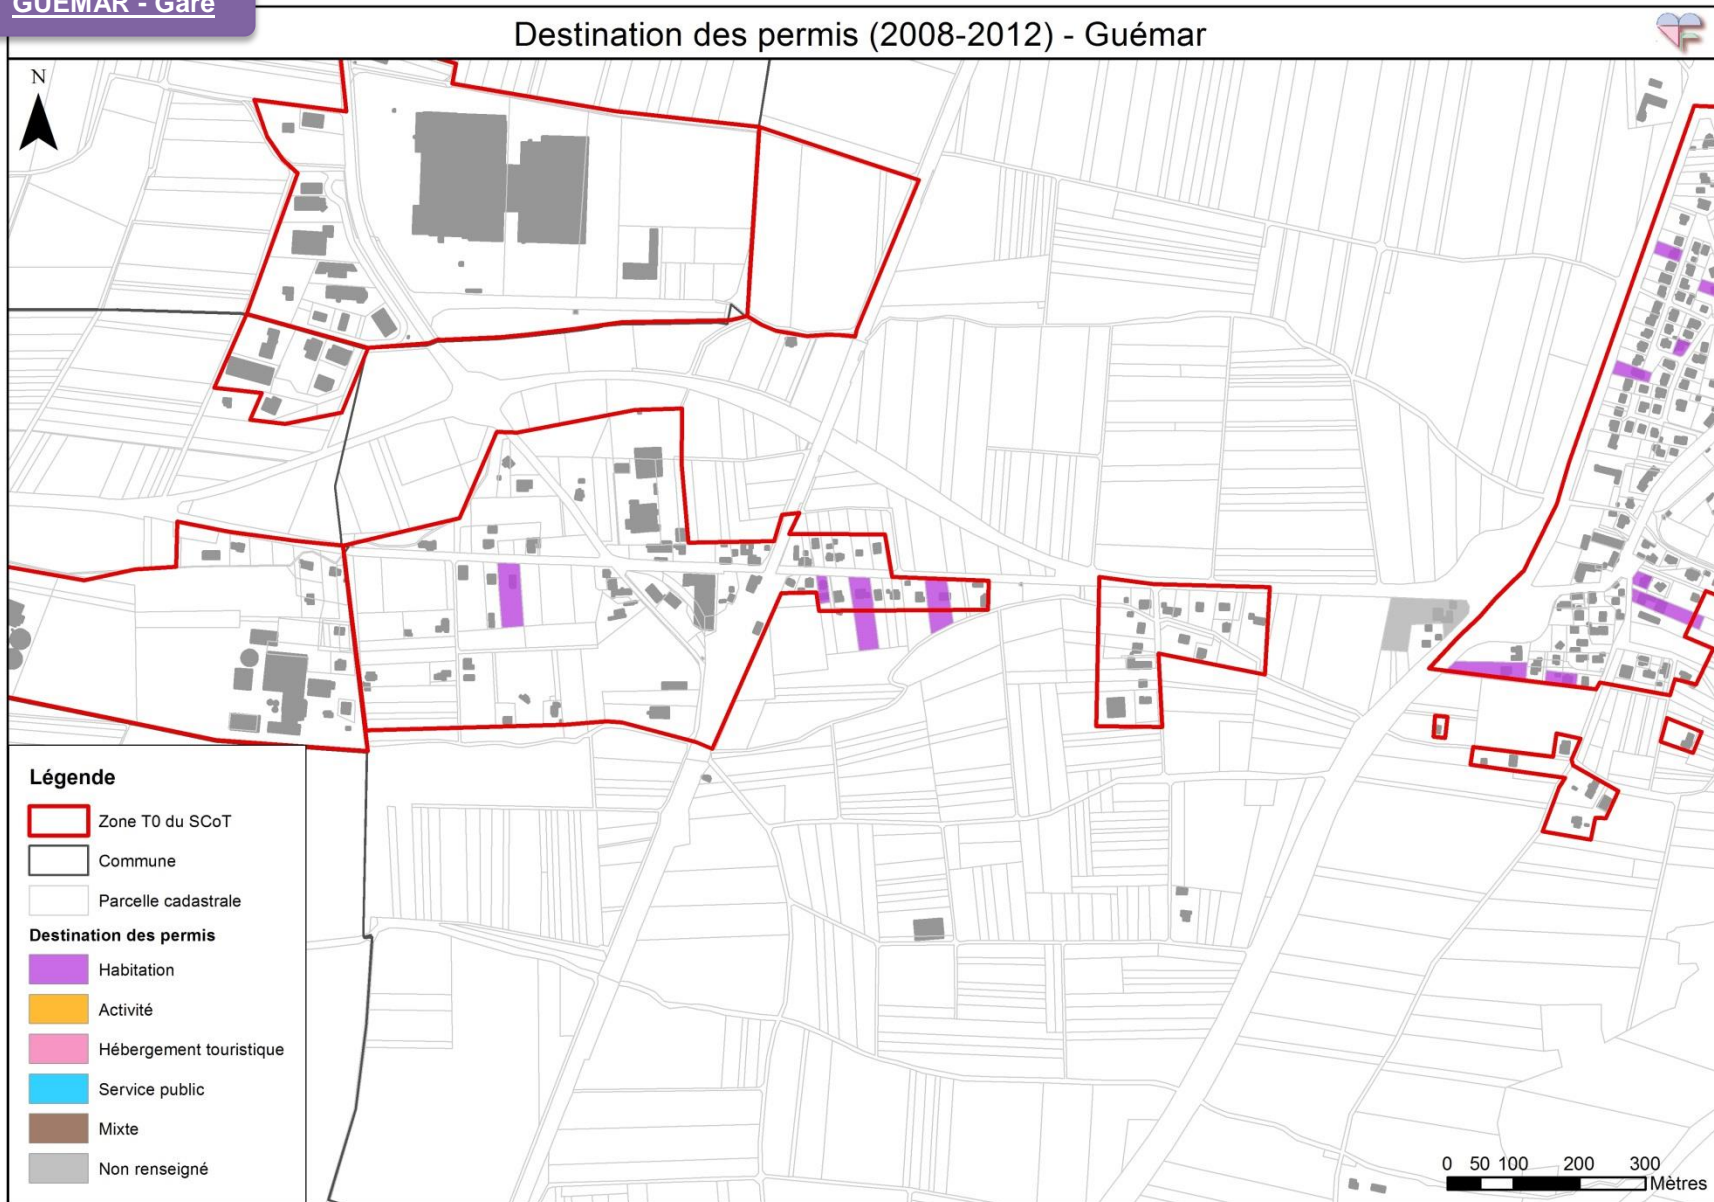 GUEMAR - Gare
Destination des permis (2008-2012) - Guémar
N
Légende
Zone T0 du SCoT
Commune
Parcelle cadastrale
Destination des permis
Habitation
Activité
Hébergement touristique
Service public
Mixte
Non renseigné
0 50 100 200 300
Mètres